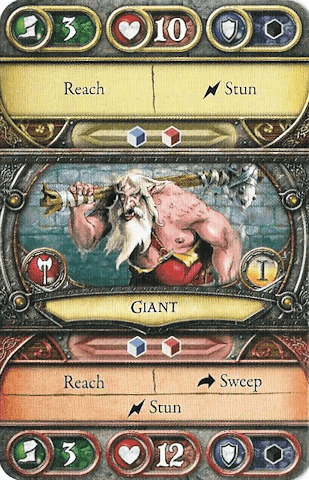 3 10
Reach Stun
I
GIANT
Reach Sweep
Stun
3 12